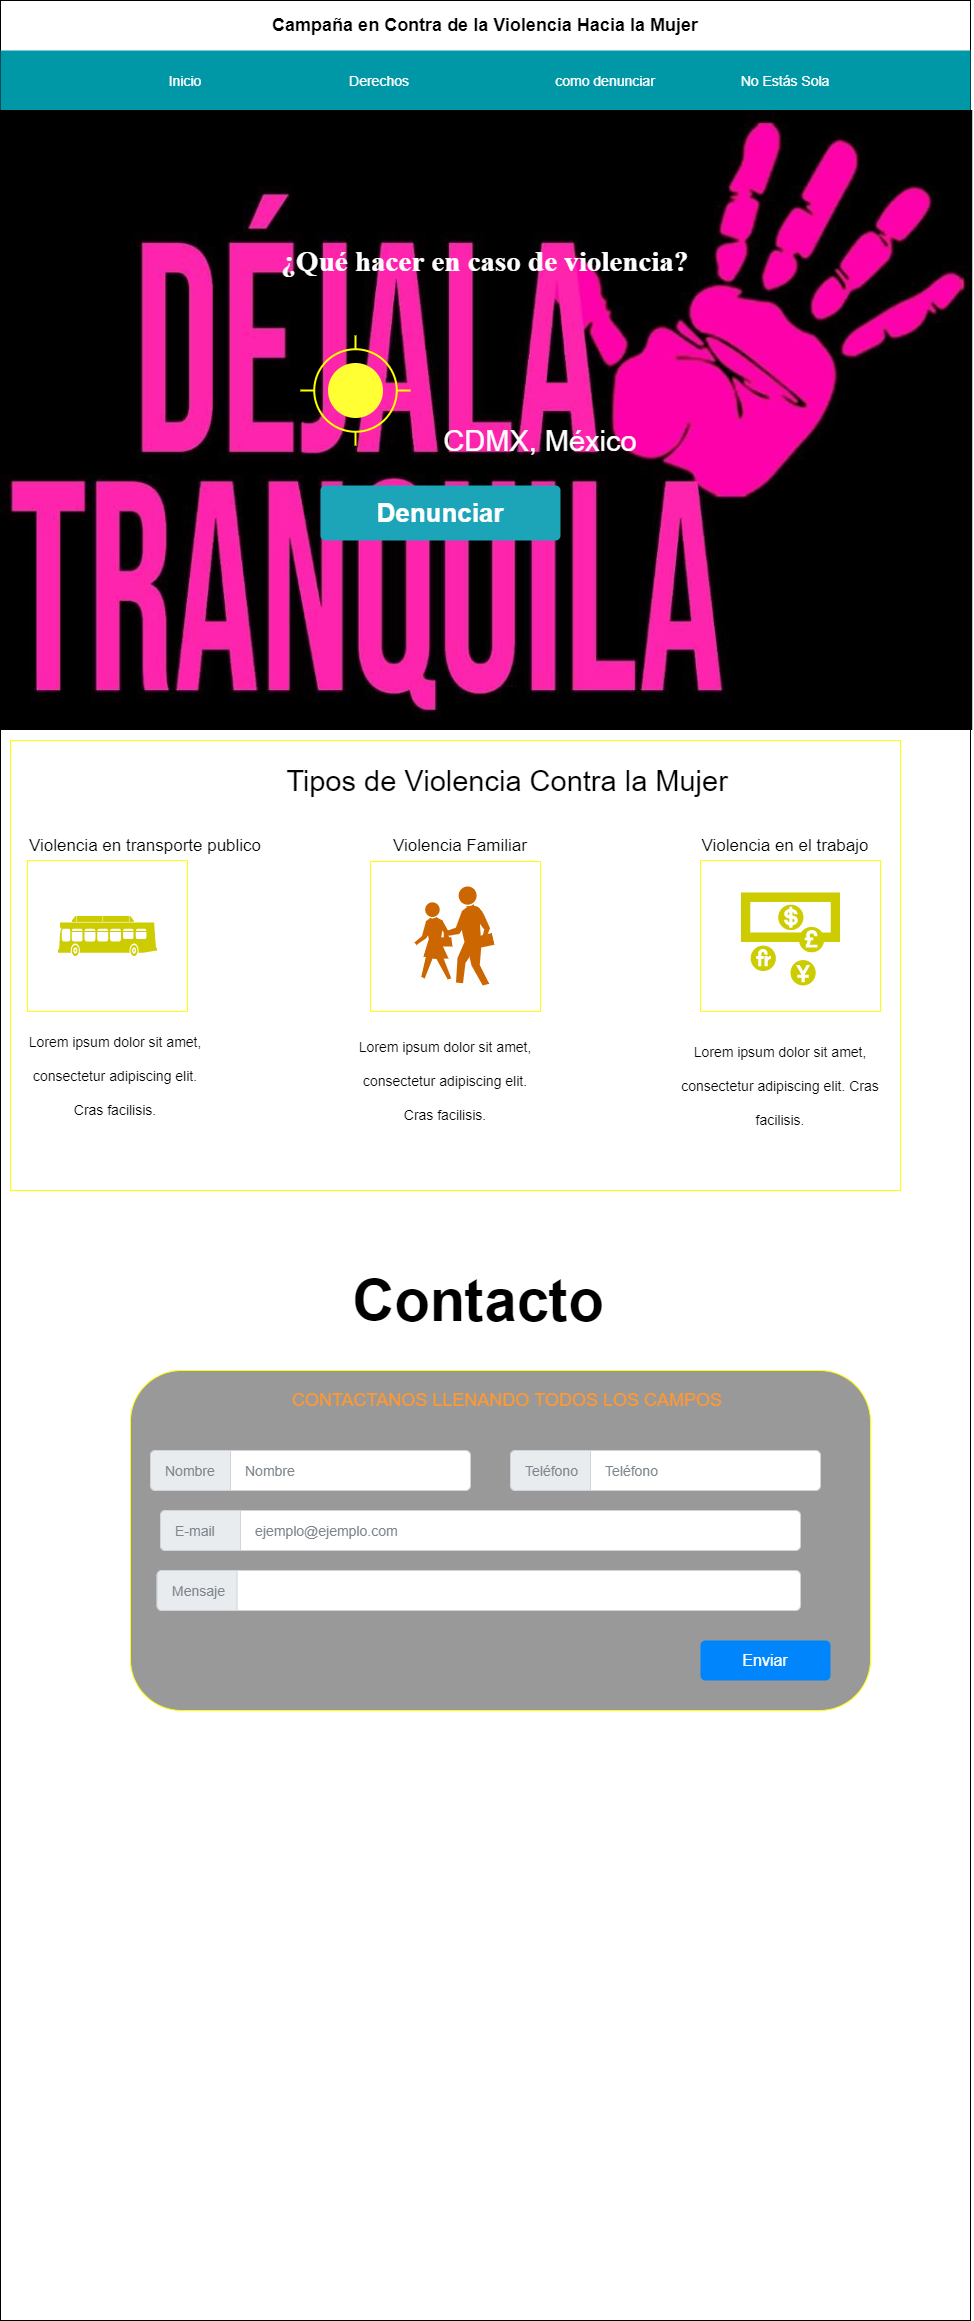 Campaña en Contra de la Violencia Hacia la Mujer
Inicio
Derechos
como denunciar
No Estás Sola
DÉJALA
TRANQUILA
¿Qué hacer en caso de violencia?
CDMX, México
Denunciar
Tipos de Violencia Contra la Mujer
Violencia en transporte publico
Violencia Familiar
Violencia en el trabajo
$
£
fr
¥
Lorem ipsum dolor sit amet,
consectetur adipiscing elit.
Cras facilisis.
Lorem ipsum dolor sit amet,
consectetur adipiscing elit.
Cras facilisis.
Lorem ipsum dolor sit amet,
consectetur adipiscing elit. Cras
facilisis.
Contacto
CONTACTANOS LLENANDO TODOS LOS CAMPOS
Nombre
Nombre
Teléfono
Teléfono
E-mail
ejemplo@ejemplo.com
Mensaje
Enviar